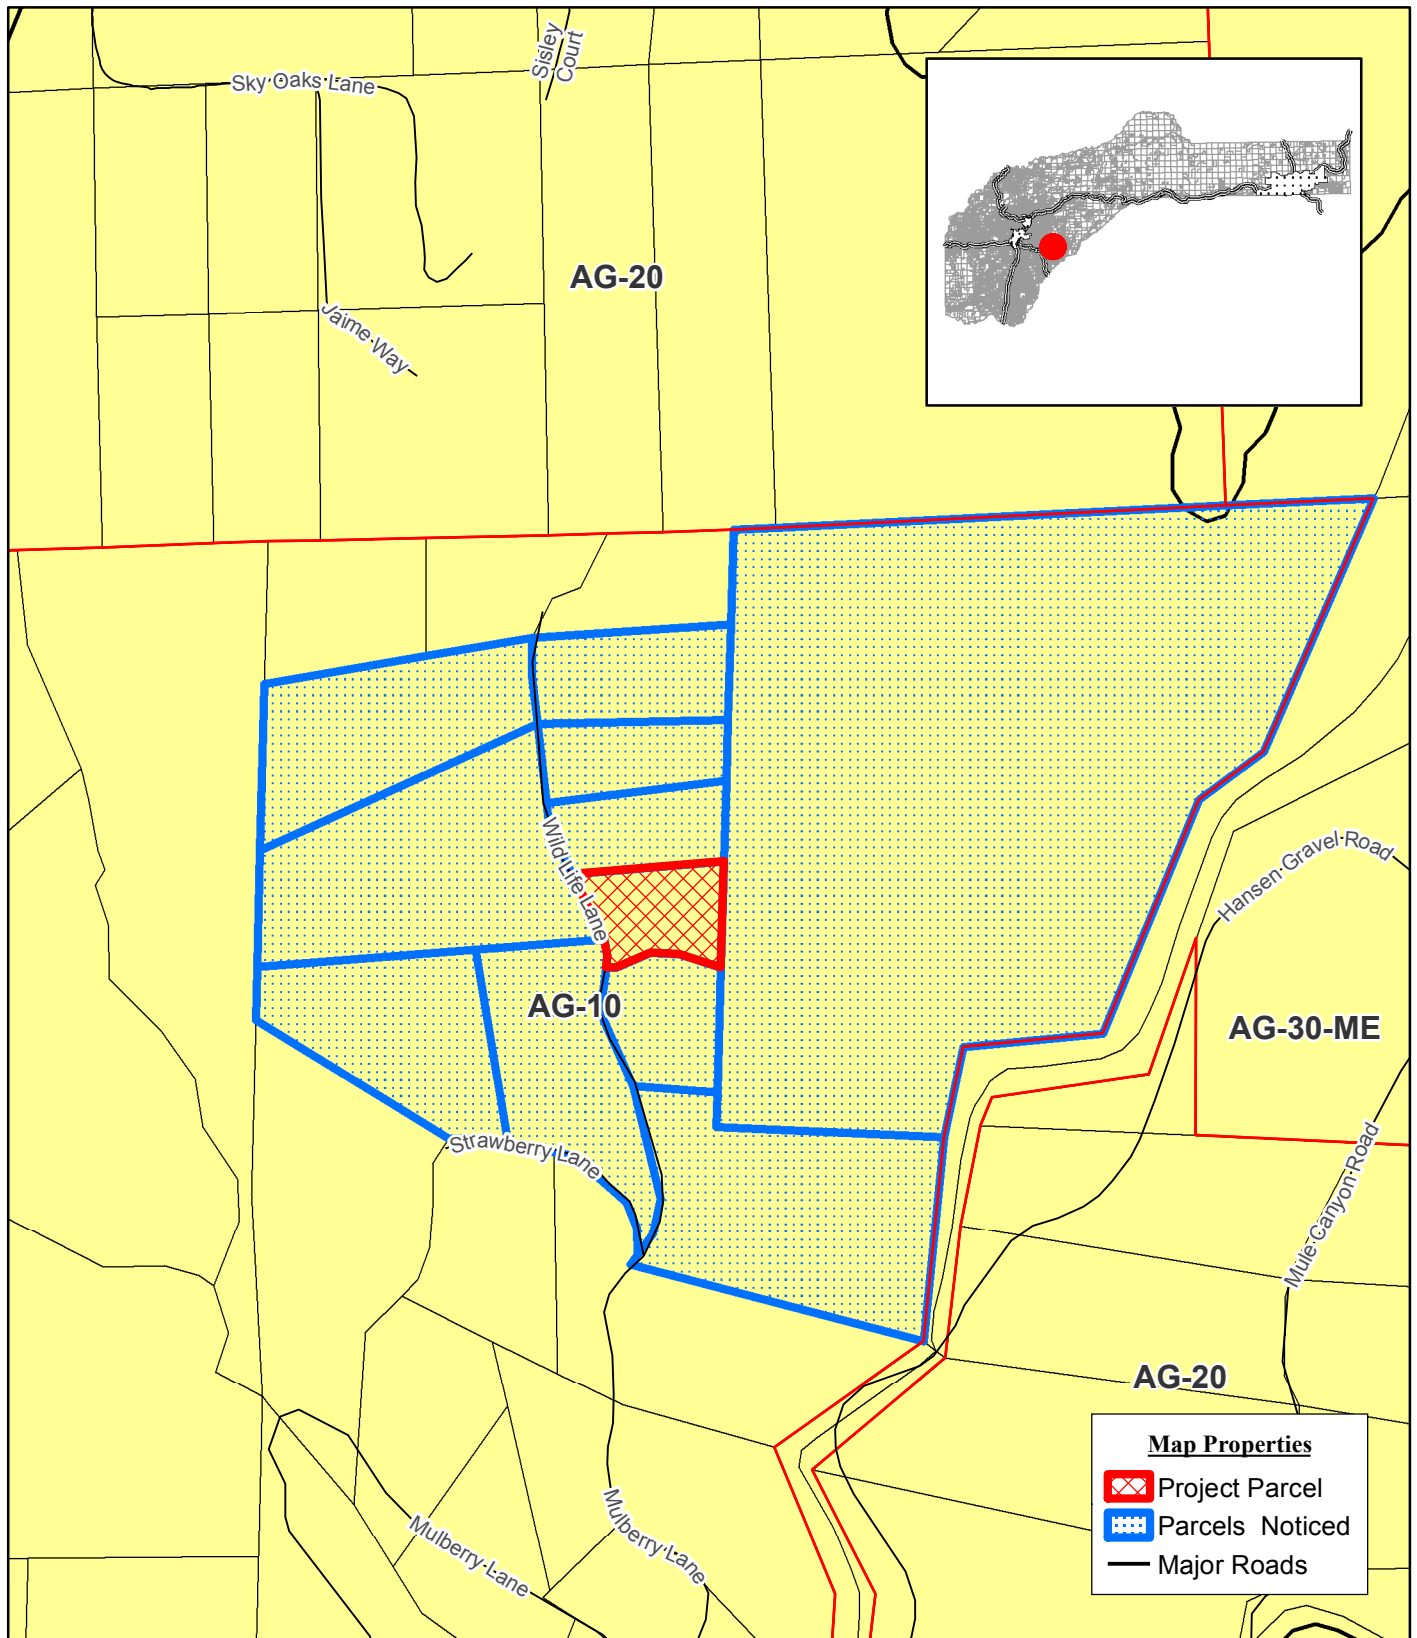 Sisley
Court
Sky Oaks Lane
AG-20
Jaime Way
Wild Life Lane
Hansen Gravel Road
AG-10
AG-30-ME
Strawberry Lane
Mule Canyon Road
AG-20
Map Properties
Project Parcel
Parcels Noticed
Major Roads
Mulberry Lane
Mulberry Lane